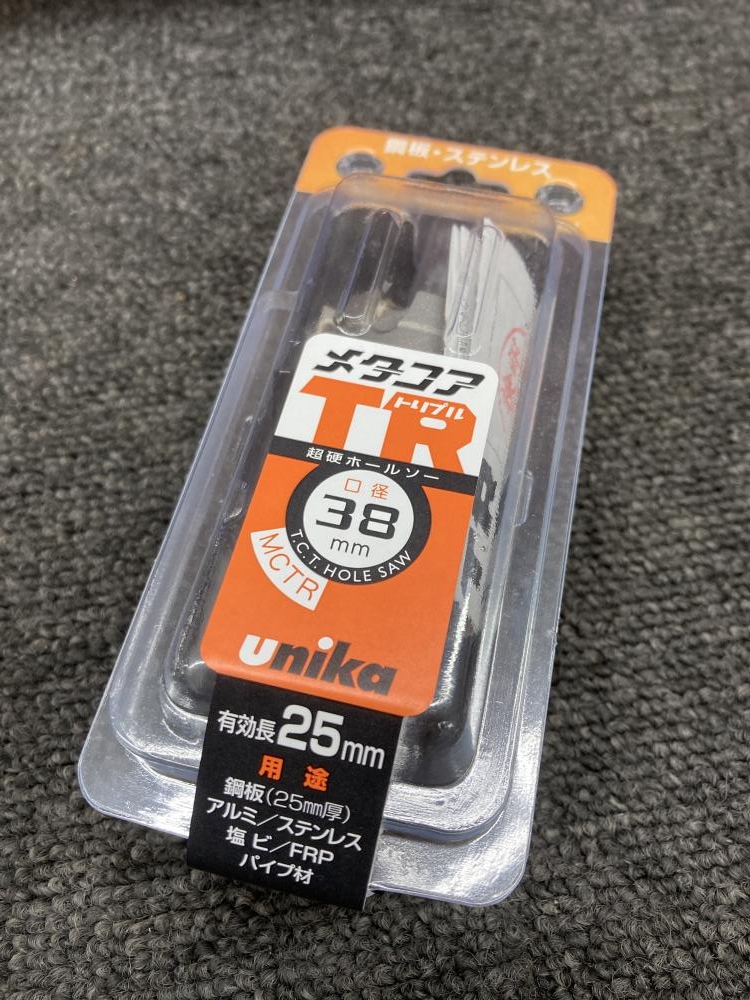 鋼板・ステンレス
メタコア
トリプル
TR
超硬ホールソー
口径
38
mm
T.C.T. HOLE SAW
MCTR
unika
有効長25mm
用途
鋼板(25mm厚)
アルミ/ステンレス
塩ビ/FRP
パイプ材